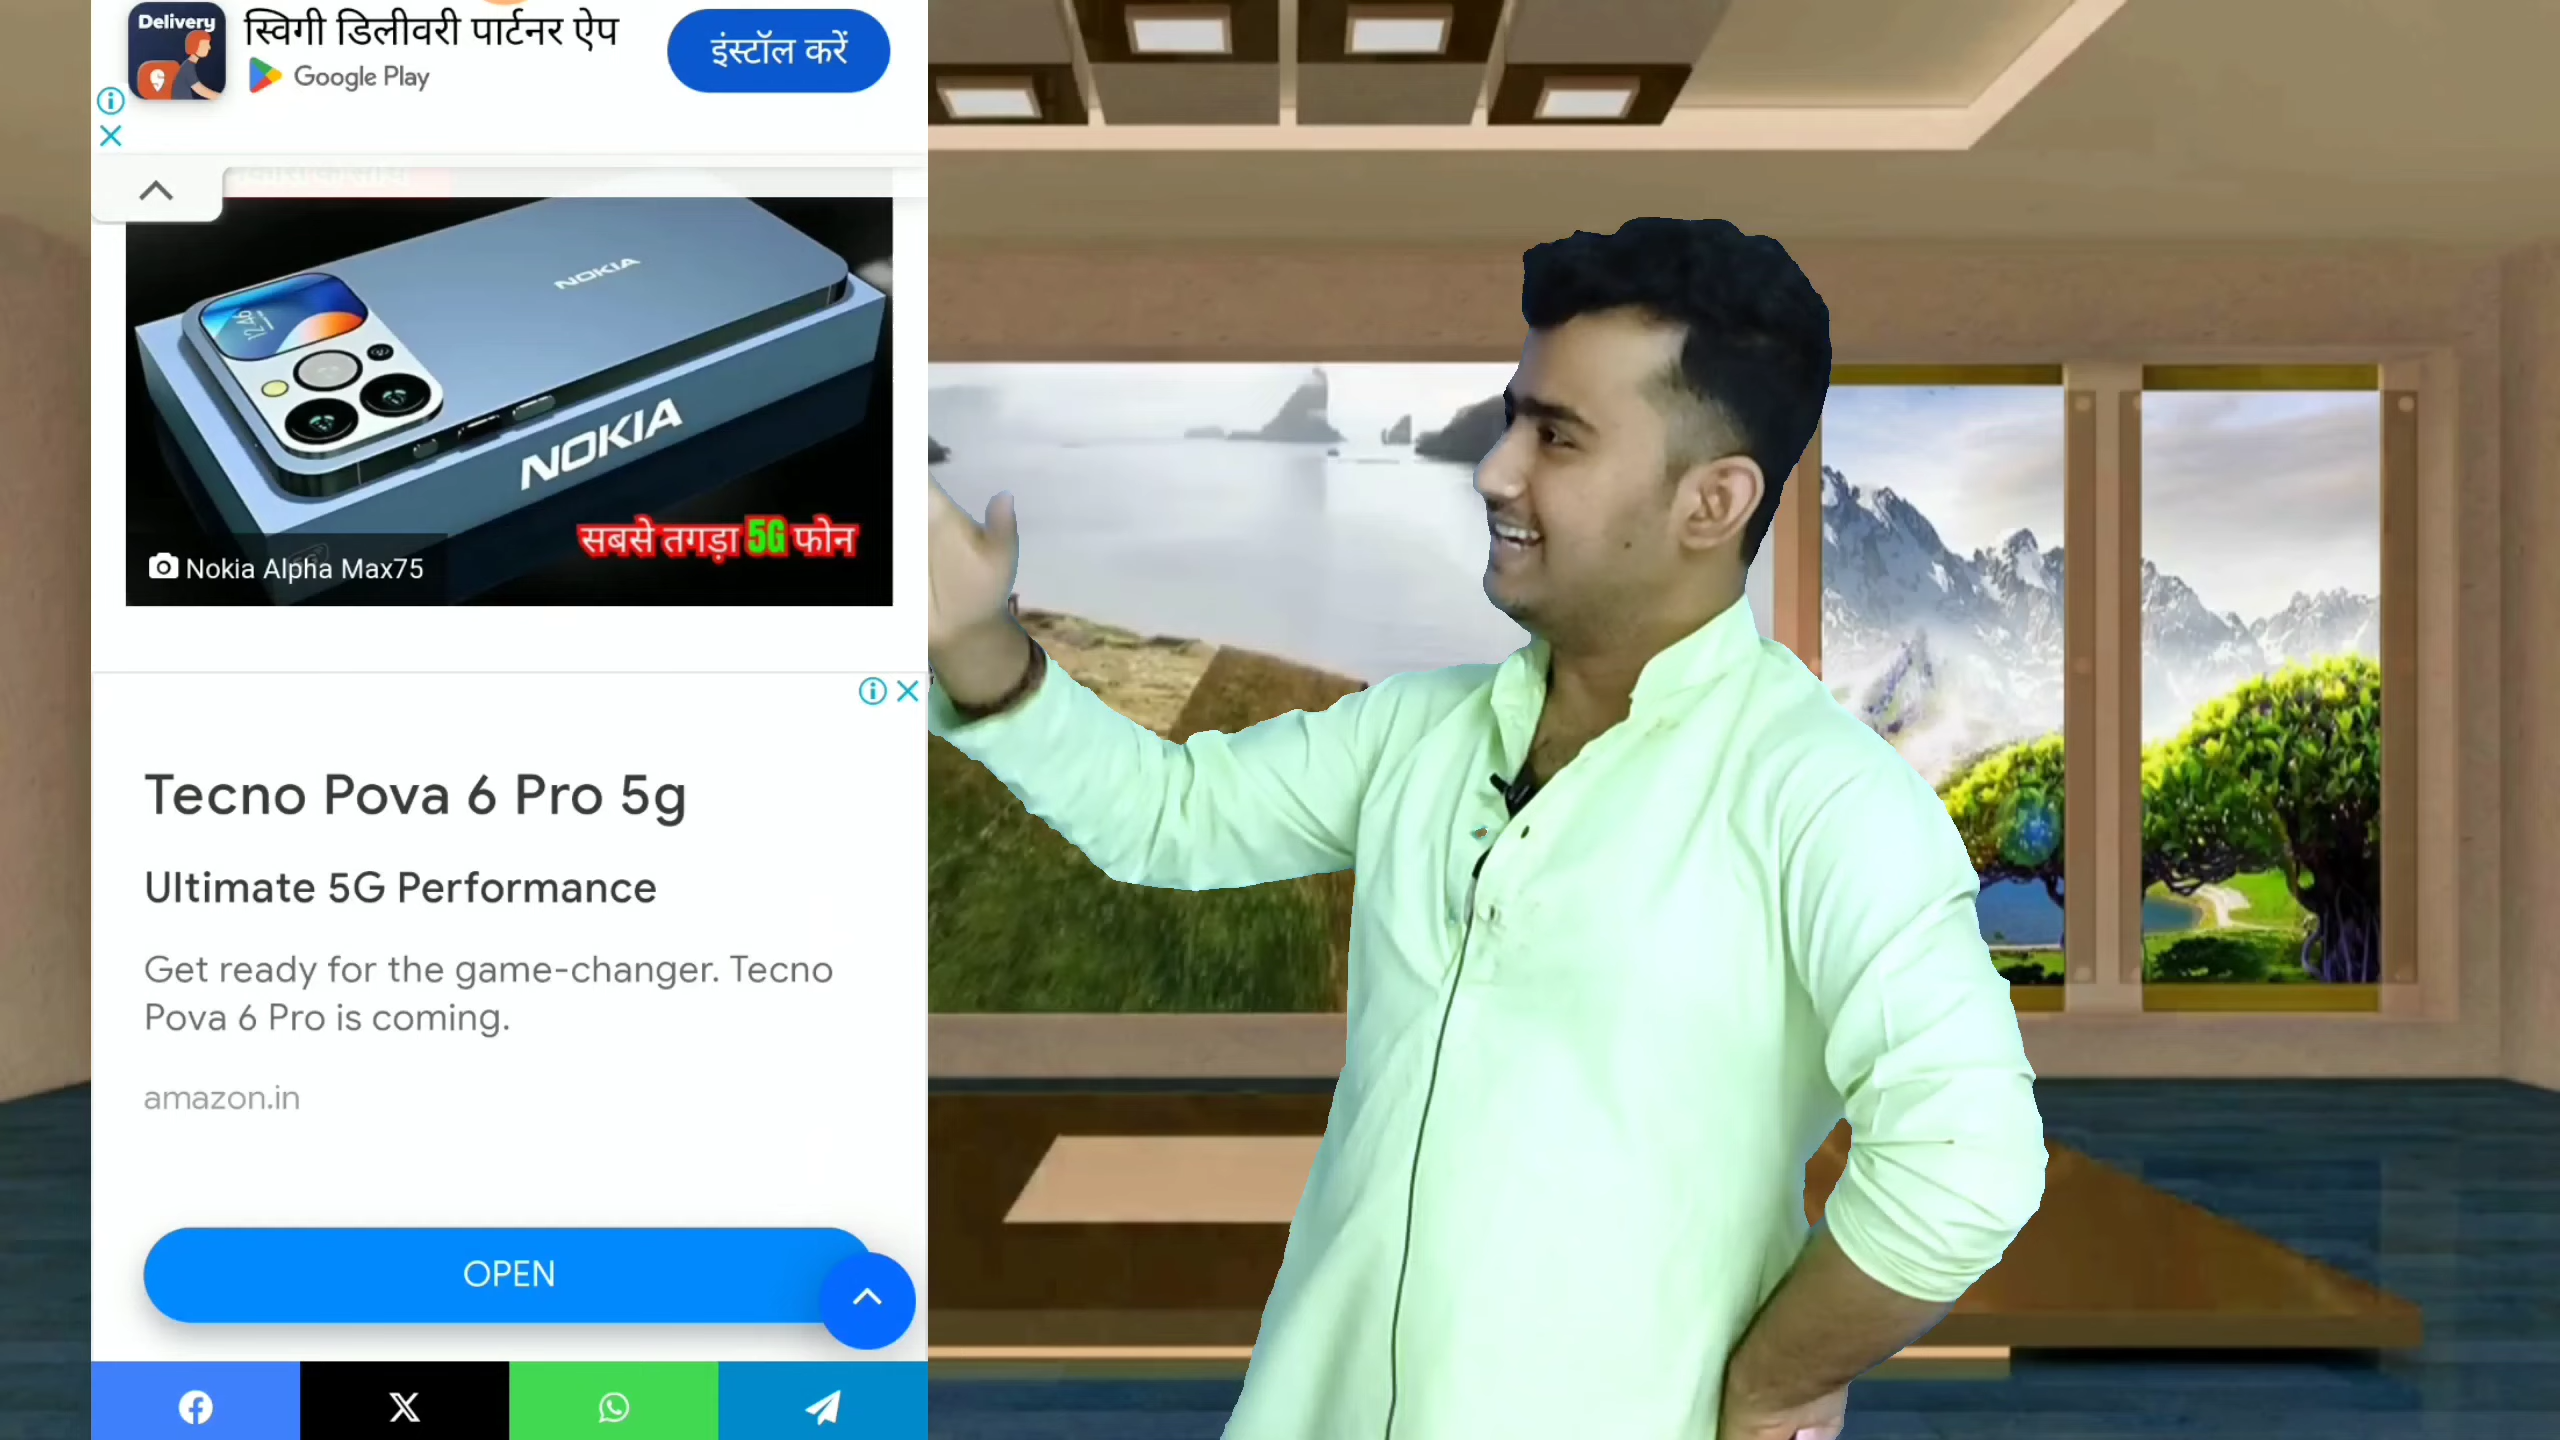 Delivery
स्विगी डिलीवरी पार्टनर ऐप
Google Play
इंस्टॉल करें
NOKIA
12:46
NOKIA
सबसे तगड़ा 5G फोन
Nokia Alpha Max75
Tecno Pova 6 Pro 5g
Ultimate 5G Performance
Get ready for the game-changer. Tecno
Pova 6 Pro is coming.
amazon.in
OPEN